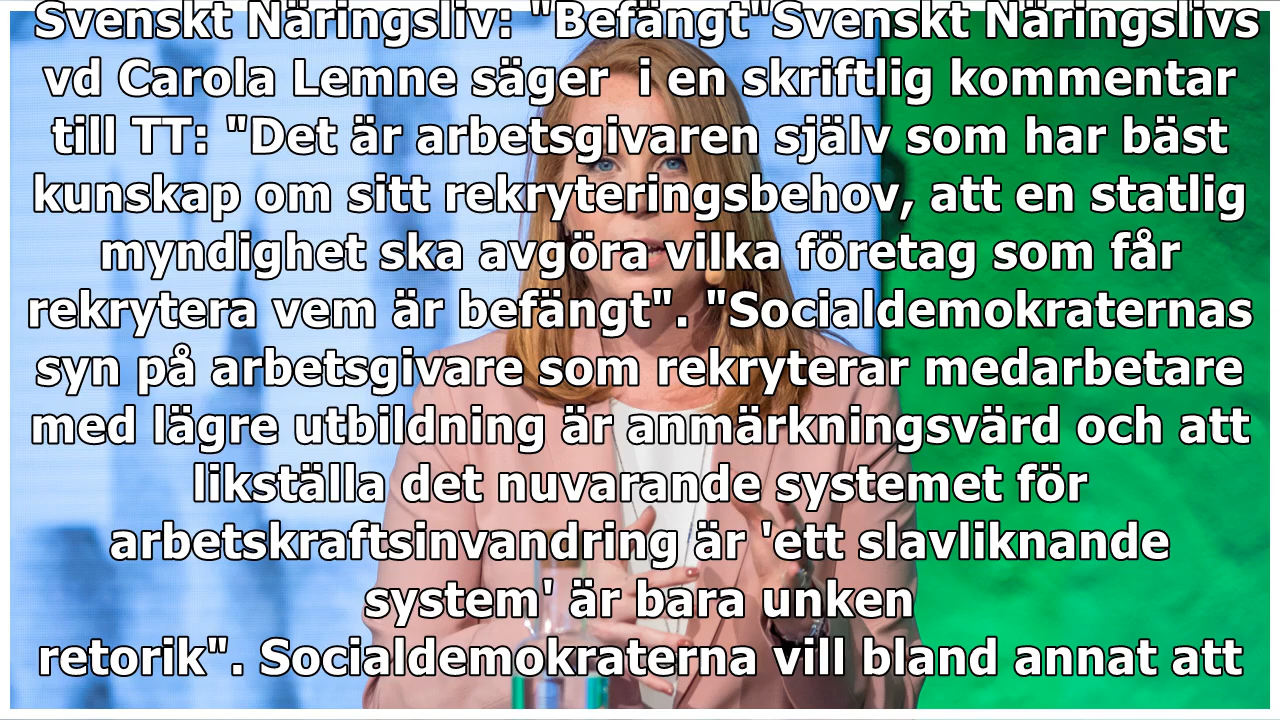 Svenskt Näringsliv: "Befängt"Svenskt Näringslivs
vd Carola Lemne säger  i en skriftlig kommentar
till TT: "Det är arbetsgivaren själv som har bäst
kunskap om sitt rekryteringsbehov, att en statlig
myndighet ska avgöra vilka företag som får
rekrytera vem är befängt". "Socialdemokraternas
syn på arbetsgivare som rekryterar medarbetare
med lägre utbildning är anmärkningsvärd och att
likställa det nuvarande systemet för
arbetskraftsinvandring är 'ett slavliknande
system' är bara unken
retorik". Socialdemokraterna vill bland annat att